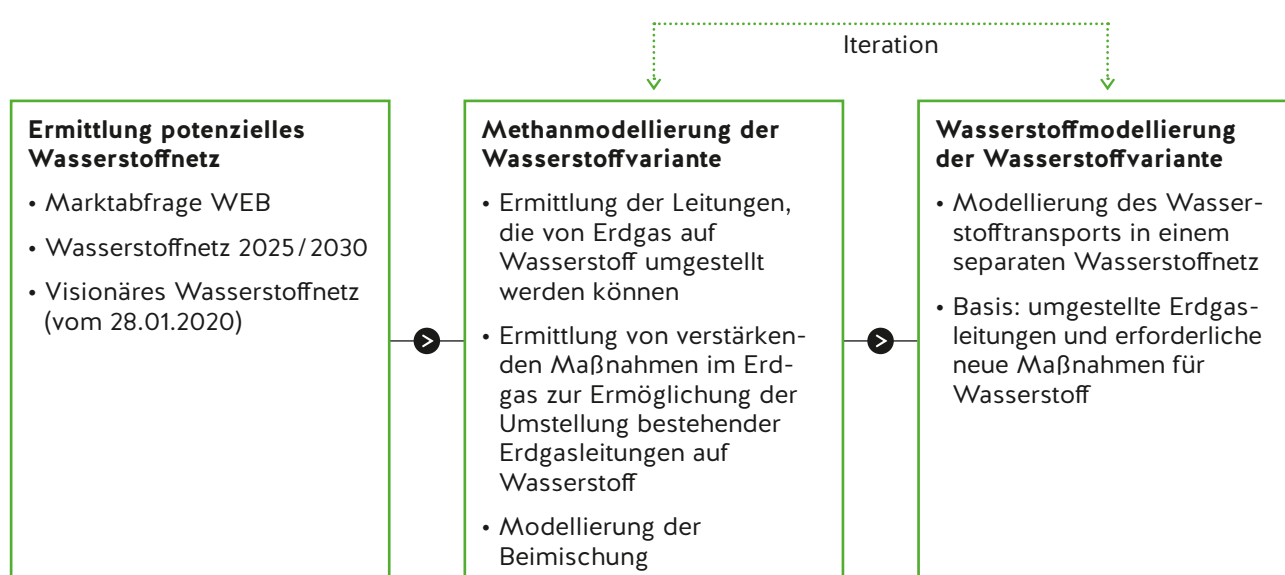 Iteration
Ermittlung potenzielles
Wasserstoffnetz
• Marktabfrage WEB
• Wasserstoffnetz 2025/2030
• Visionäres Wasserstoffnetz
(vom 28.01.2020)
Methanmodellierung der
Wasserstoffvariante
• Ermittlung der Leitungen,
die von Erdgas auf
Wasserstoff umgestellt
werden können
• Ermittlung von verstärken-
den Maßnahmen im Erd-
gas zur Ermöglichung der
Umstellung bestehender
Erdgasleitungen auf
Wasserstoff
• Modellierung der
Beimischung
Wasserstoffmodellierung
der Wasserstoffvariante
• Modellierung des Wasser-
stofftransports in einem
separaten Wasserstoffnetz
• Basis: umgestellte Erdgas-
leitungen und erforderliche
neue Maßnahmen für
Wasserstoff